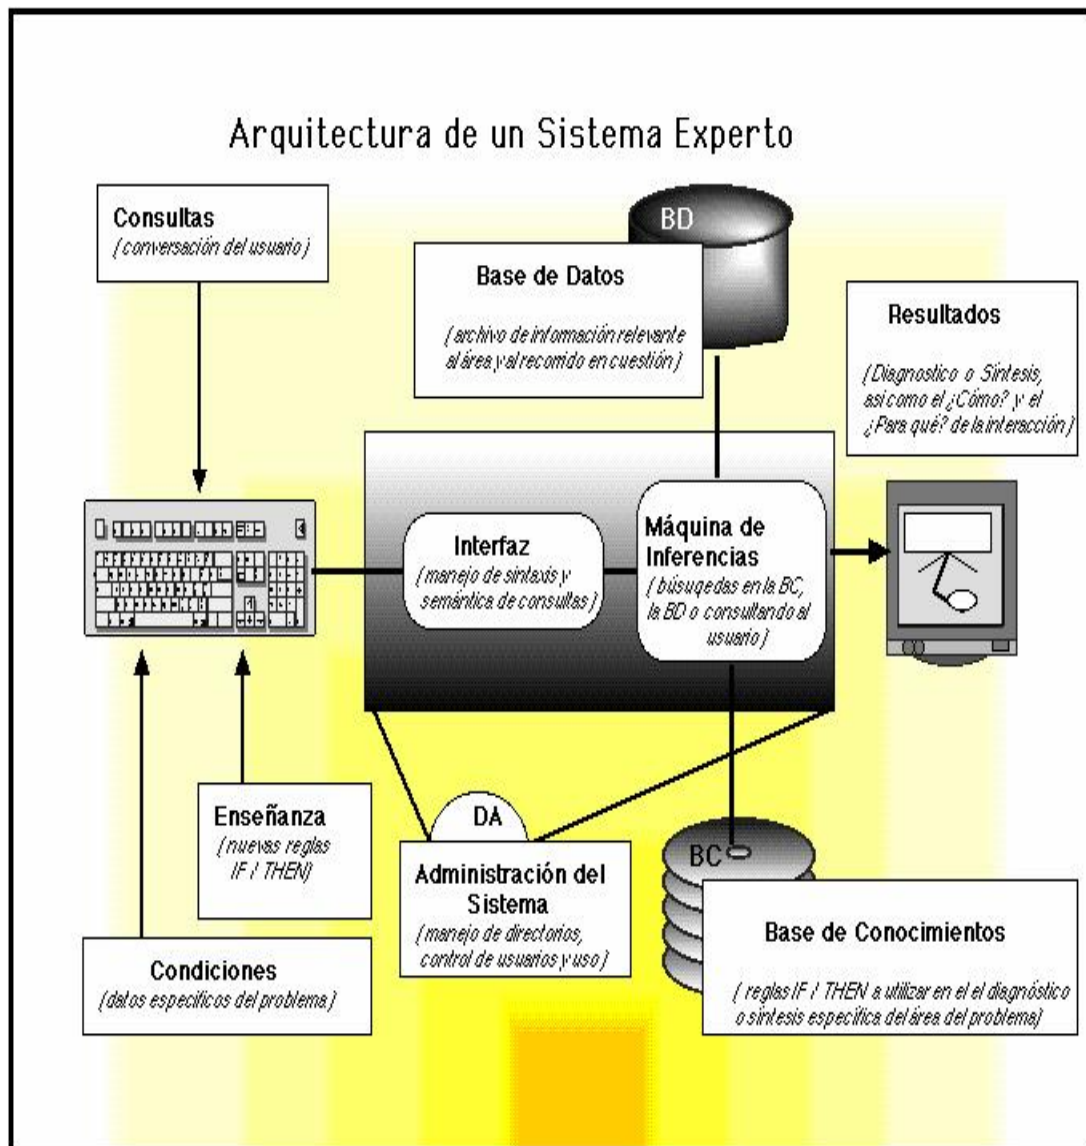 Arquitectura de un Sistema Experto
Consultas
(conversación del usuario)
BD
Base de Datos
(archivo de información relevante
al área y al recorrido en cuestión)
Resultados
(Diagnostico o Síntesis,
así como el ¿Cómo? y el
¿Para qué? de la interacción)
Interfaz
(manejo de sintaxis y
semántica de consultas)
Máquina de
Inferencias
(búsuqedas en la BC,
la BD o consultando al
usuario)
Enseñanza
(nuevas reglas
IF / THEN)
DA
Administración del
Sistema
(manejo de directorios,
control de usuarios y uso)
BC
Base de Conocimientos
(reglas IF / THEN a utilizar en el el diagnóstico
o síntesis específica del área del problema)
Condiciones
(datos específicos del problema)